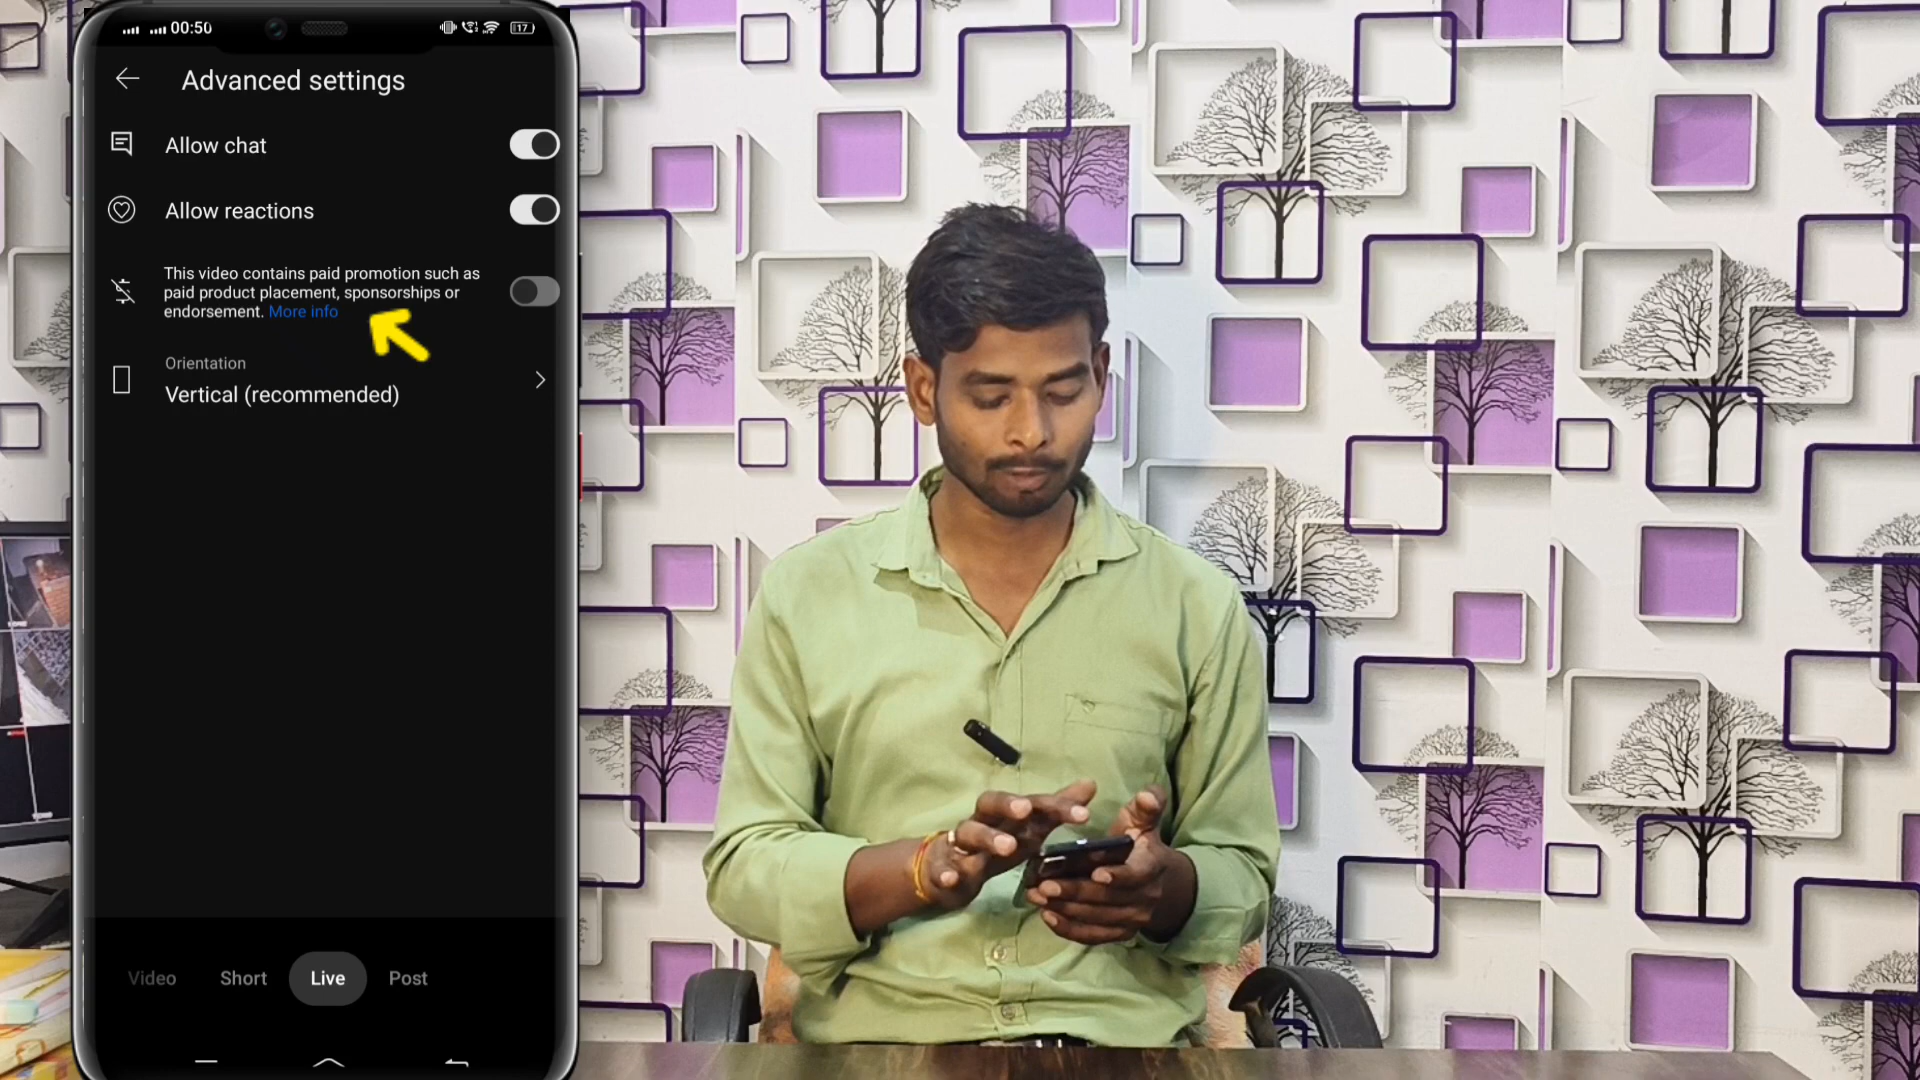 00:50
17
Advanced settings
Allow chat
Allow reactions
This video contains paid promotion such as
paid product placement, sponsorships or
endorsement. More info
Orientation
Vertical (recommended)
Video Short Live Post